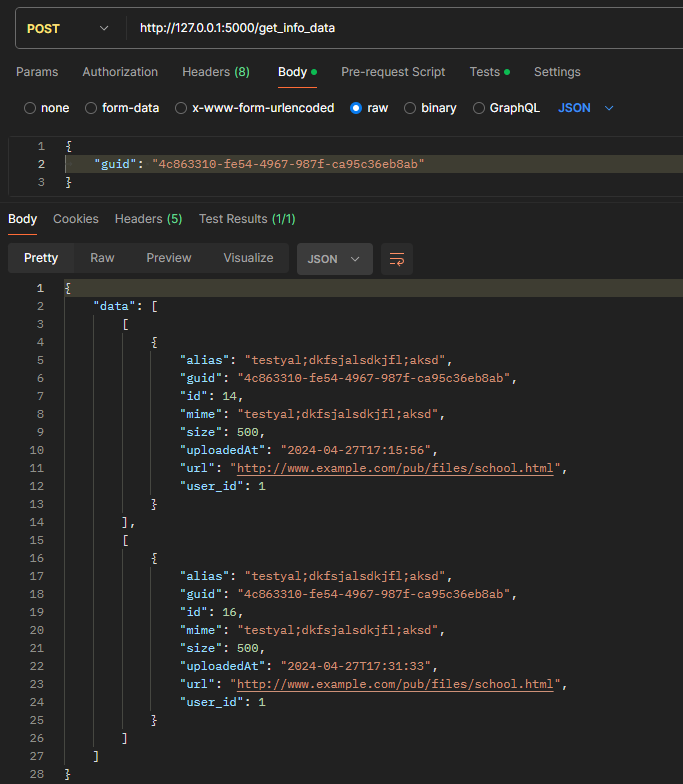 POST http://127.0.0.1:5000/get_info_data
Params Authorization Headers (8) Body Pre-request Script Tests Settings
none form-data x-www-form-urlencoded raw binary GraphQL JSON
1 {
2 "guid": "4c863310-fe54-4967-987f-ca95c36eb8ab"
3 }
Body Cookies Headers (5) Test Results (1/1)
Pretty Raw Preview Visualize JSON
1 {
2 "data": [
3 [
4 {
5 "alias": "testyal;dkfsjalsdkjfl;aksd",
6 "guid": "4c863310-fe54-4967-987f-ca95c36eb8ab",
7 "id": 14,
8 "mime": "testyal;dkfsjalsdkjfl;aksd",
9 "size": 500,
10 "uploadedAt": "2024-04-27T17:15:56",
11 "url": "http://www.example.com/pub/files/school.html",
12 "user_id": 1
13 }
14 ],
15 [
16 {
17 "alias": "testyal;dkfsjalsdkjfl;aksd",
18 "guid": "4c863310-fe54-4967-987f-ca95c36eb8ab",
19 "id": 16,
20 "mime": "testyal;dkfsjalsdkjfl;aksd",
21 "size": 500,
22 "uploadedAt": "2024-04-27T17:31:33",
23 "url": "http://www.example.com/pub/files/school.html",
24 "user_id": 1
25 }
26 ]
27 ]
28 }